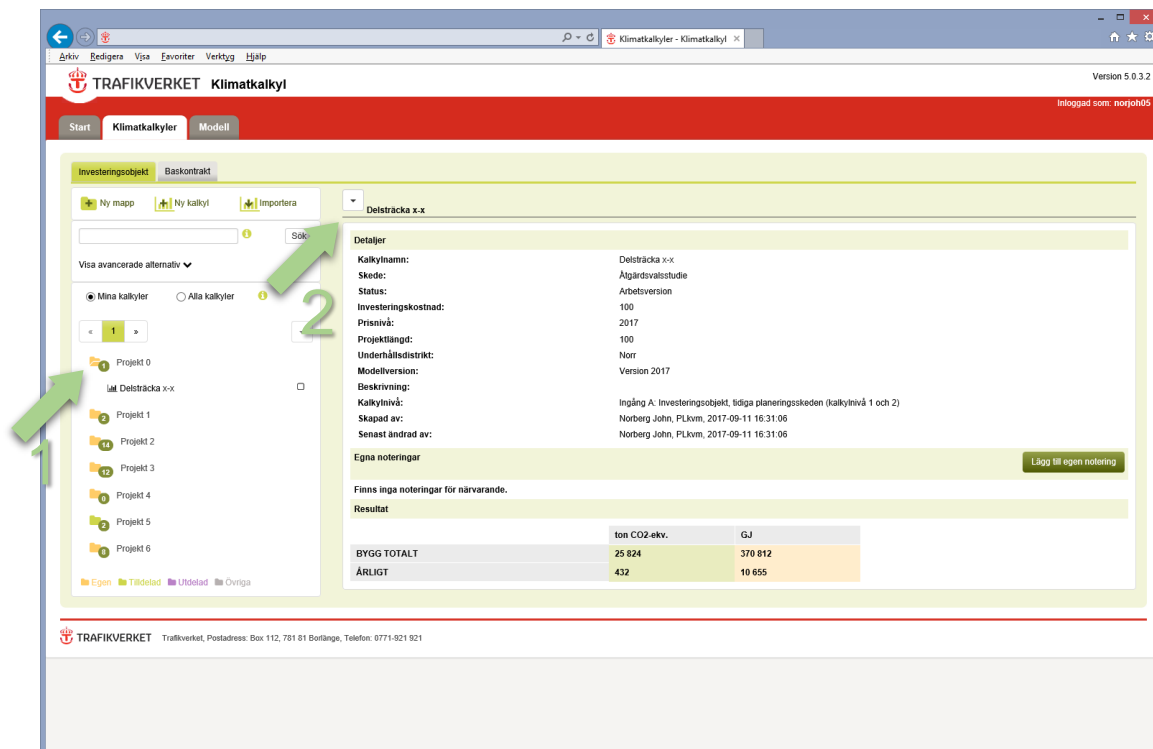 Klimatkalkyler - Klimatkalkyl
Arkiv Redigera Visa Favoriter Verktyg Hjälp
TRAFIKVERKET Klimatkalkyl
Version 5.0.3.2
Inloggad som: norjoh05
Start Klimatkalkyler Modell
Investeringsobjekt Baskontrakt
Ny mapp Ny kalkyl Importera
Sök
Visa avancerade alternativ
Mina kalkyler Alla kalkyler
« 1 »
1 Projekt 0
Delsträcka x-x
2 Projekt 1
14 Projekt 2
12 Projekt 3
0 Projekt 4
2 Projekt 5
8 Projekt 6
Egen Tilldelad Utdelad Övriga
1
2
Delsträcka x-x
Detaljer
Kalkylnamn: Delsträcka x-x
Skede: Åtgärdsvalsstudie
Status: Arbetsversion
Investeringskostnad: 100
Prisnivå: 2017
Projektlängd: 100
Underhållsdistrikt: Norr
Modellversion: Version 2017
Beskrivning:
Kalkylnivå: Ingång A: Investeringsobjekt, tidiga planeringsskeden (kalkylnivå 1 och 2)
Skapad av: Norberg John, PLkvm, 2017-09-11 16:31:06
Senast ändrad av: Norberg John, PLkvm, 2017-09-11 16:31:06
Egna noteringar
Lägg till egen notering
Finns inga noteringar för närvarande.
Resultat
ton CO2-ekv. GJ
BYGG TOTALT 25 824 370 812
ÅRLIGT 432 10 655
TRAFIKVERKET Trafikverket, Postadress: Box 112, 781 81 Borlänge, Telefon: 0771-921 921